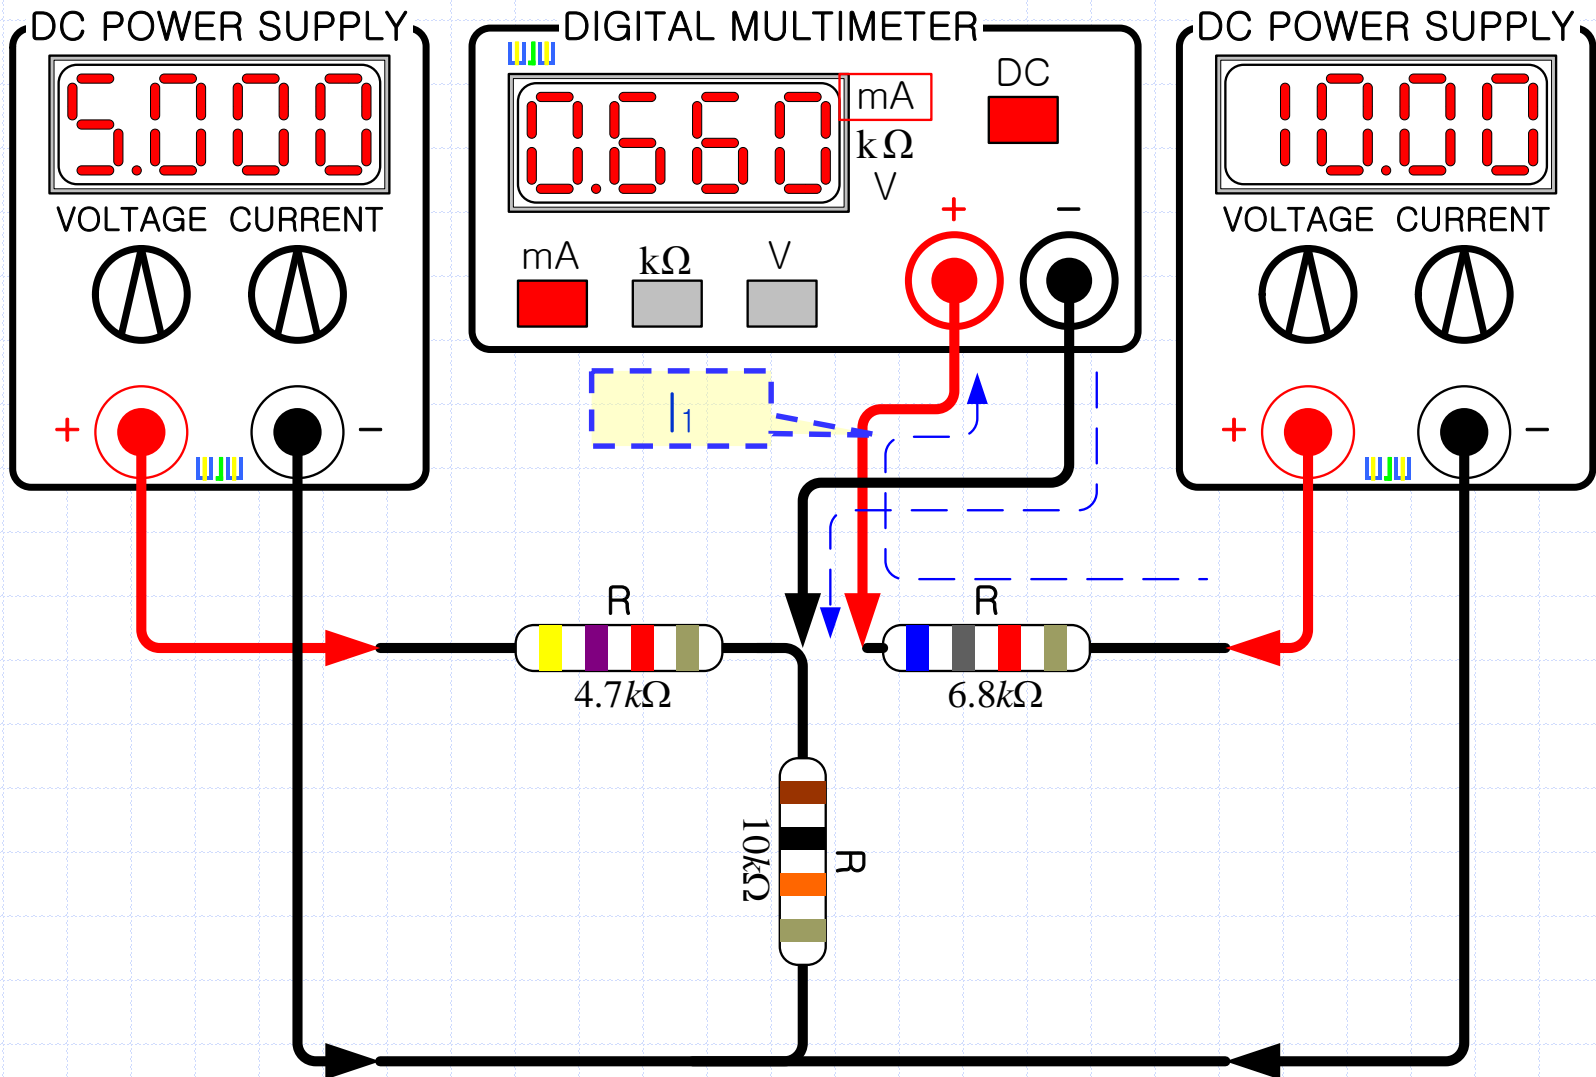 DC POWER SUPPLY
5.000
VOLTAGE CURRENT
+ −
DIGITAL MULTIMETER
0.660
mA
kΩ
V
DC
+ −
mA kΩ V
DC POWER SUPPLY
10.00
VOLTAGE CURRENT
+ −
I1
R
4.7kΩ
R
6.8kΩ
R
10kΩ